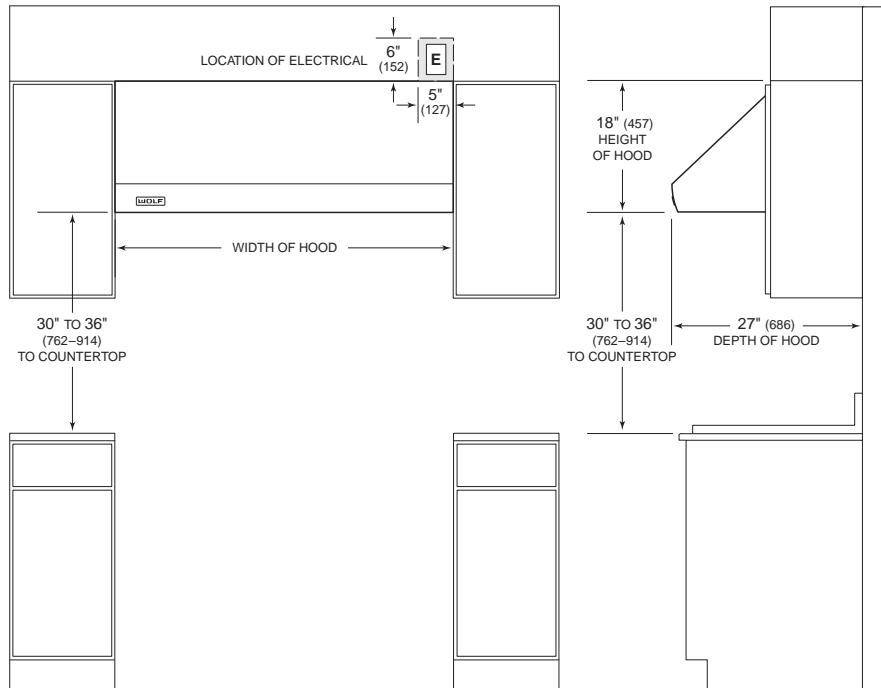 LOCATION OF ELECTRICAL
6"
(152)
E
5"
(127)
WOLF
WIDTH OF HOOD
30" TO 36"
(762–914)
TO COUNTERTOP
18" (457)
HEIGHT
OF HOOD
30" TO 36"
(762–914)
TO COUNTERTOP
27" (686)
DEPTH OF HOOD